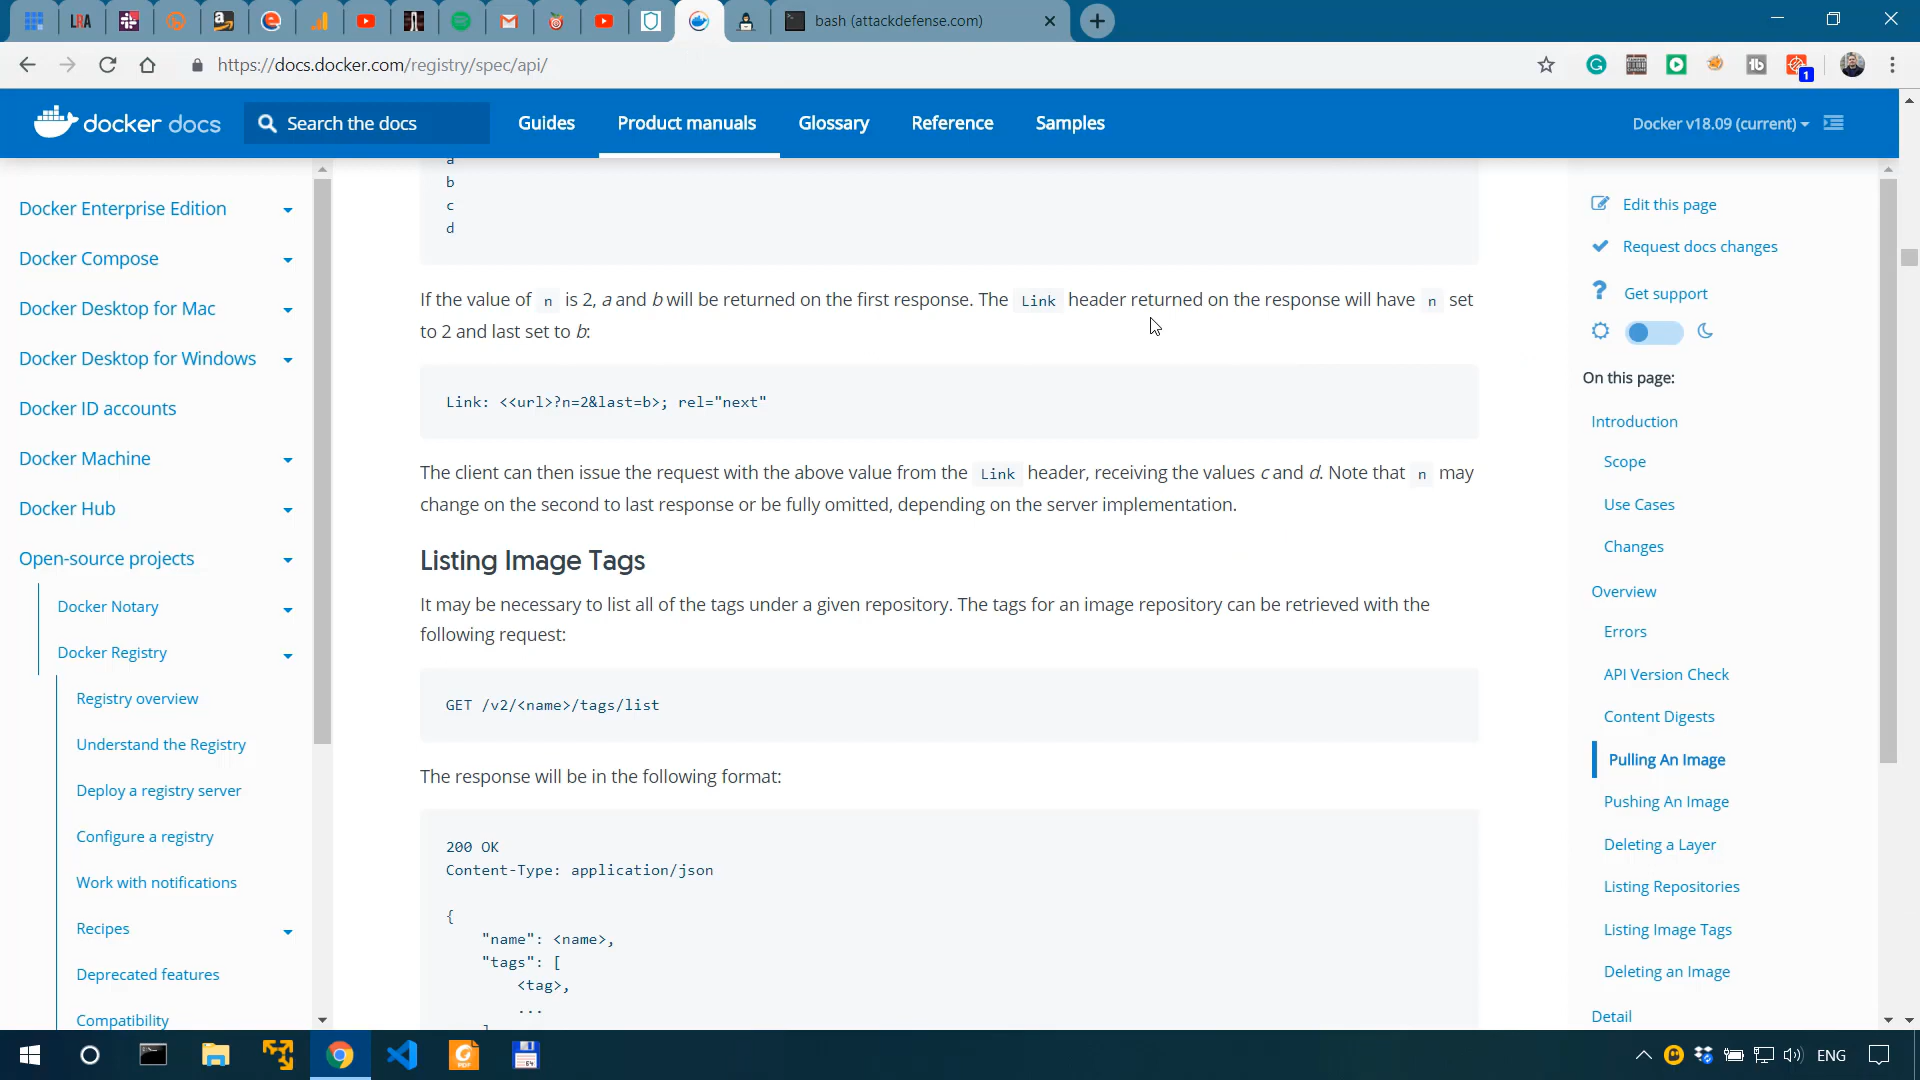 LRA
bash (attackdefense.com)
https://docs.docker.com/registry/spec/api/
1
docker docs
Search the docs
Guides
Product manuals
Glossary
Reference
Samples
Docker v18.09 (current)
Docker Enterprise Edition
Docker Compose
Docker Desktop for Mac
Docker Desktop for Windows
Docker ID accounts
Docker Machine
Docker Hub
Open-source projects
Docker Notary
Docker Registry
Registry overview
Understand the Registry
Deploy a registry server
Configure a registry
Work with notifications
Recipes
Deprecated features
Compatibility
a
b
c
d
If the value of n is 2, a and b will be returned on the first response. The Link header returned on the response will have n set
to 2 and last set to b:
Link: <<url>?n=2&last=b>; rel="next"
The client can then issue the request with the above value from the Link header, receiving the values c and d. Note that n may
change on the second to last response or be fully omitted, depending on the server implementation.
Listing Image Tags
It may be necessary to list all of the tags under a given repository. The tags for an image repository can be retrieved with the
following request:
GET /v2/<name>/tags/list
The response will be in the following format:
200 OK
Content-Type: application/json
{
"name": <name>,
"tags": [
<tag>,
...
]
Edit this page
Request docs changes
Get support
On this page:
Introduction
Scope
Use Cases
Changes
Overview
Errors
API Version Check
Content Digests
Pulling An Image
Pushing An Image
Deleting a Layer
Listing Repositories
Listing Image Tags
Deleting an Image
Detail
ENG